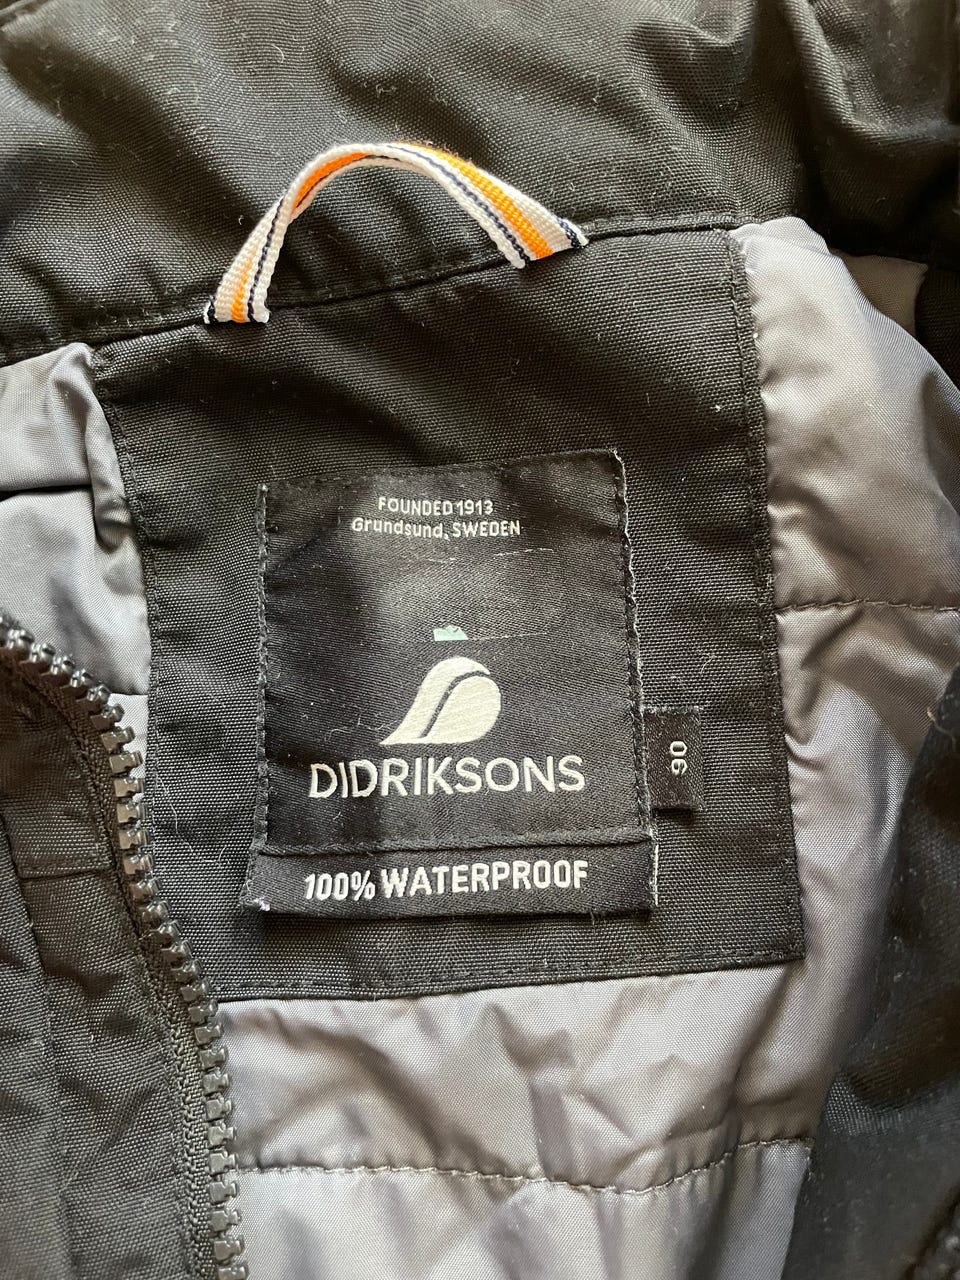 FOUNDED 1913
Grundsund, SWEDEN
DIDRIKSONS
90
100% WATERPROOF